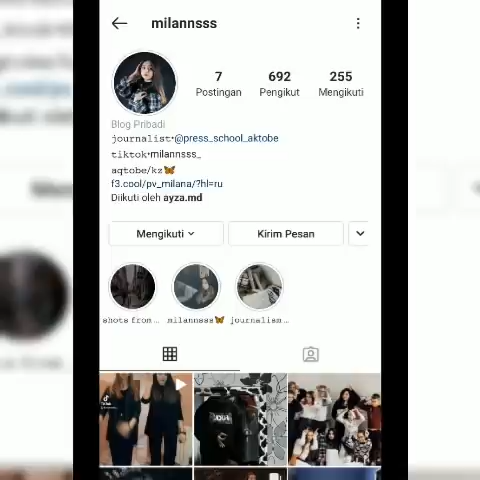 milannsss
7 692 255
Postingan Pengikut Mengikuti
Blog Pribadi
journalist•@press_school_aktobe
tiktok•milannsss_
aqtobe/kz🦋
f3.cool/pv_milana/?hl=ru
Diikuti oleh ayza.md
Mengikuti Kirim Pesan
shots from ... milannsss🦋 journalism ...